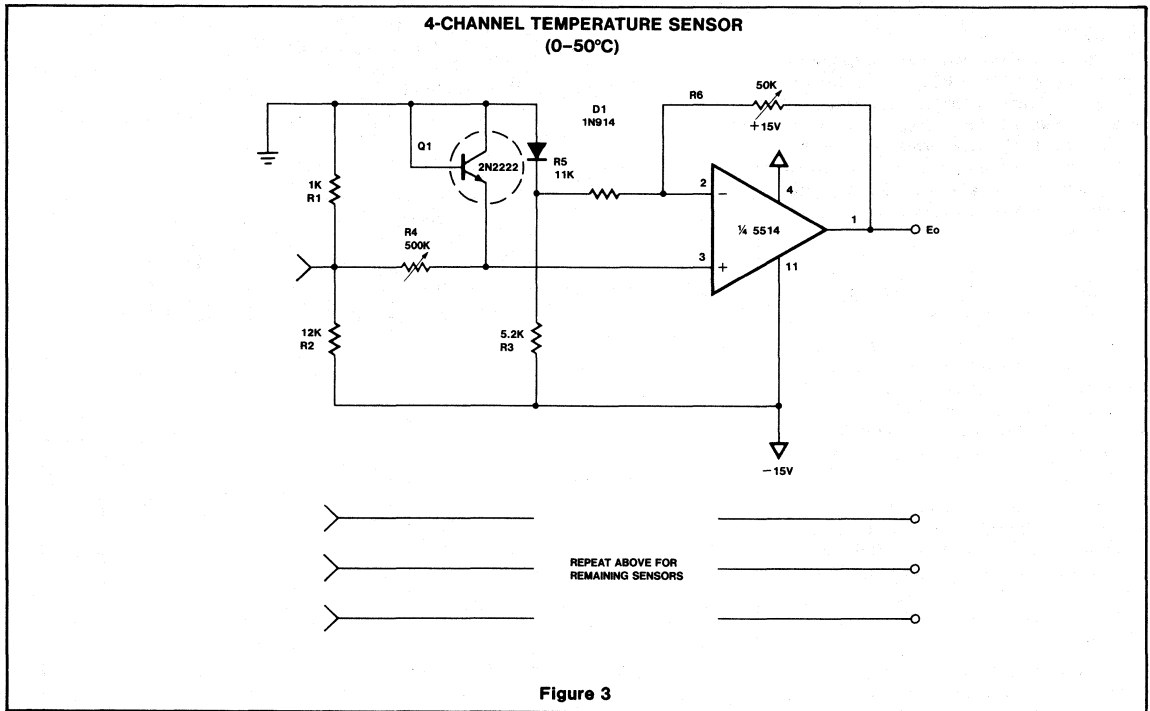 4-CHANNEL TEMPERATURE SENSOR
(0–50°C)
50K
R6
+15V
D1
1N914
Q1
2N2222
R5
11K
1K
R1
2
−
4
¼ 5514
1
Eo
R4
500K
3
+
11
12K
R2
5.2K
R3
−15V
REPEAT ABOVE FOR
REMAINING SENSORS
Figure 3